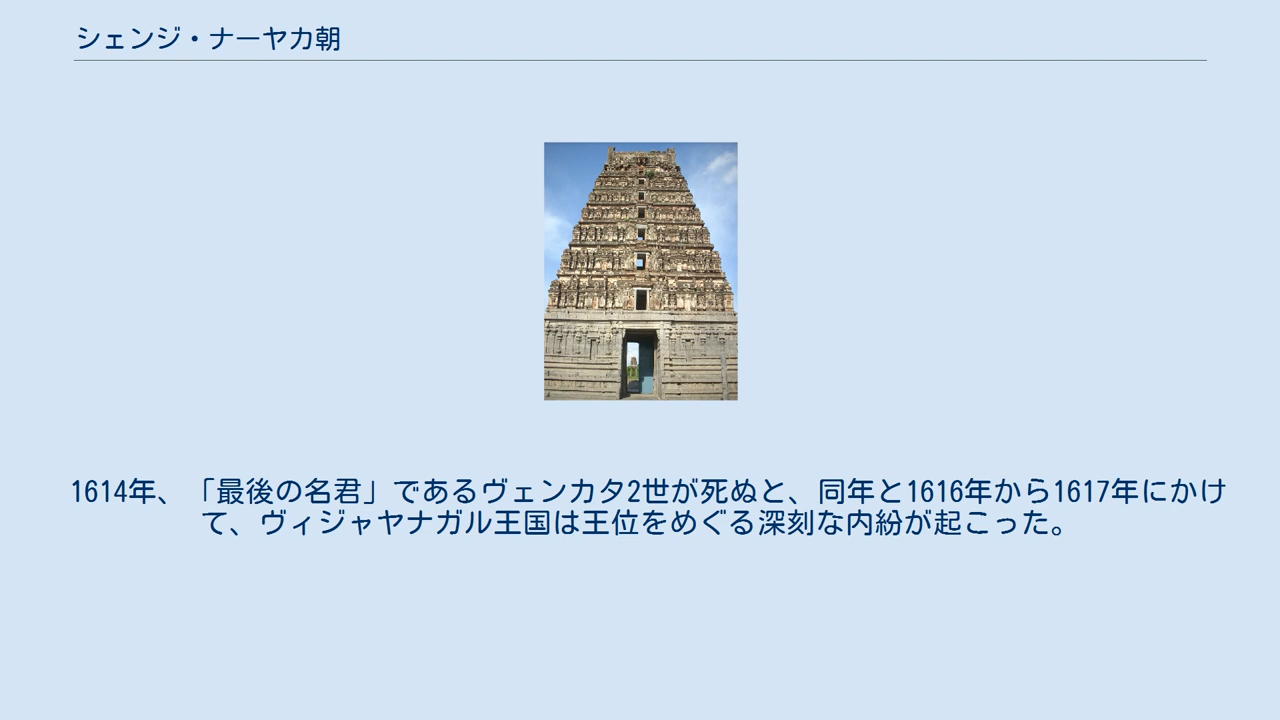 シェンジ・ナーヤカ朝
1614年、「最後の名君」であるヴェンカタ2世が死ぬと、同年と1616年から1617年にかけ
て、ヴィジャヤナガル王国は王位をめぐる深刻な内紛が起こった。